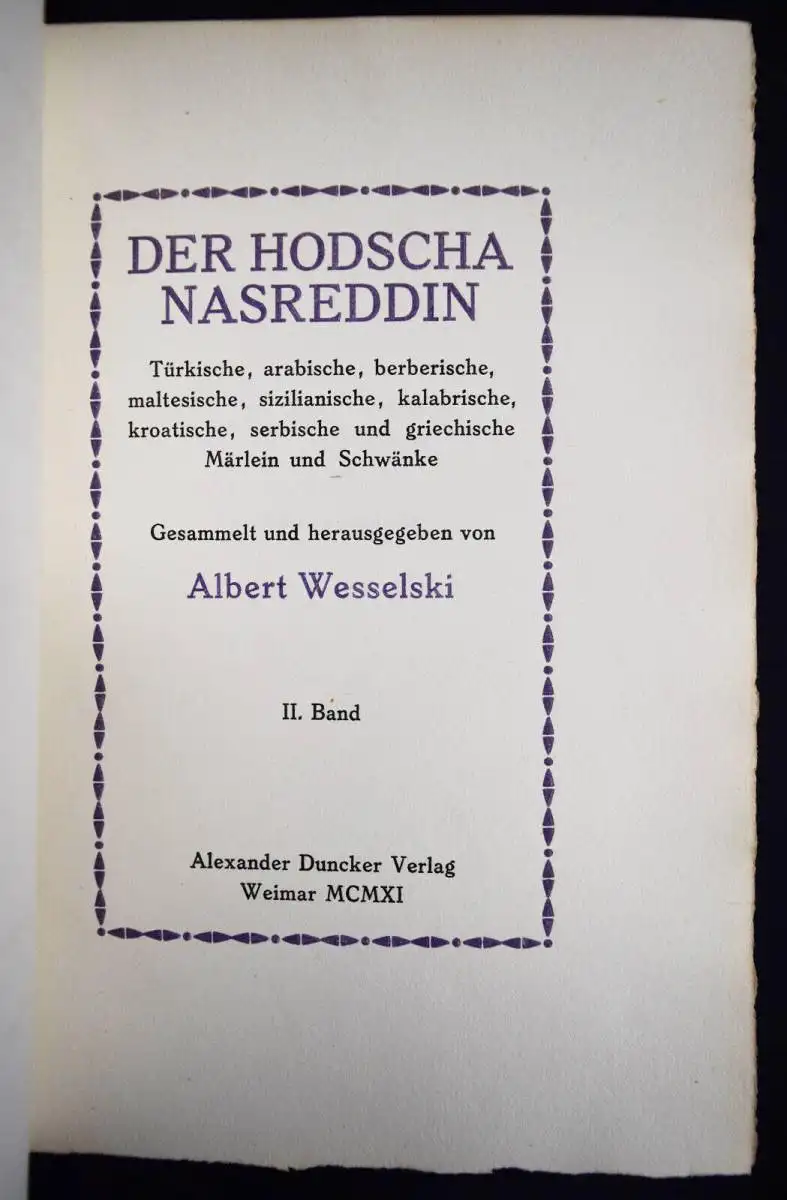 DER HODSCHA
NASREDDIN
Türkische, arabische, berberische,
maltesische, sizilianische, kalabrische,
kroatische, serbische und griechische
Märlein und Schwänke
Gesammelt und herausgegeben von
Albert Wesselski
II. Band
Alexander Duncker Verlag
Weimar MCMXI